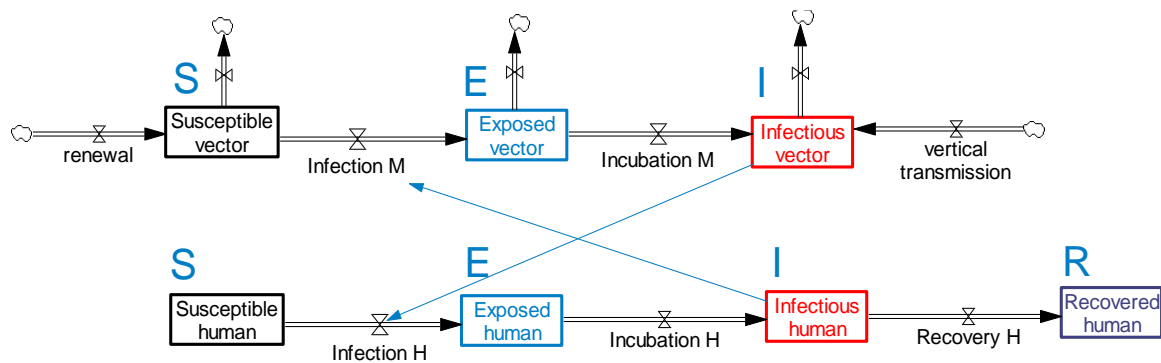 S
E
I
Susceptible
vector
Exposed
vector
Infectious
vector
renewal
Infection M
Incubation M
vertical
transmission
S
E
I
R
Susceptible
human
Exposed
human
Infectious
human
Recovered
human
Infection H
Incubation H
Recovery H